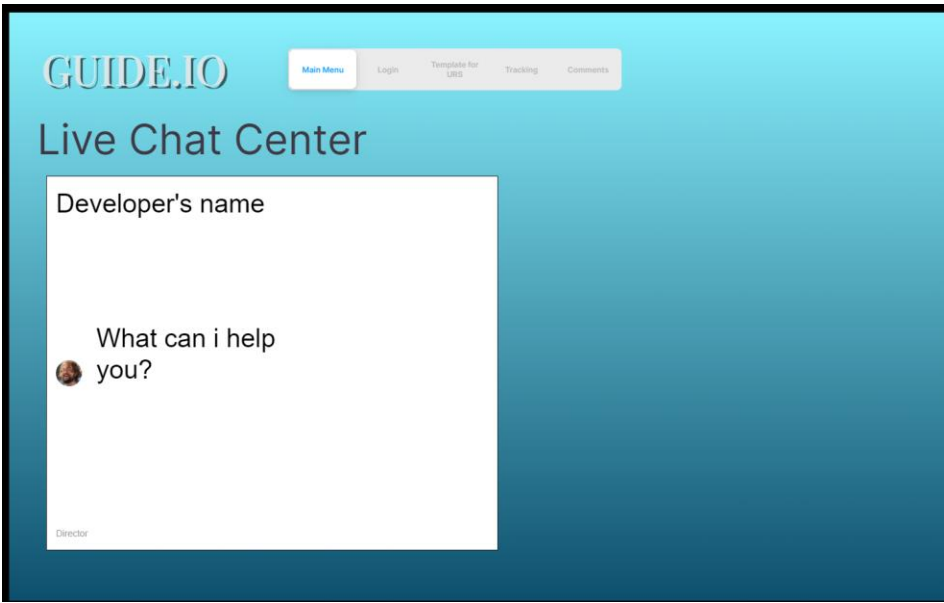 GUIDE.IO
Main Menu
Login
Template for
URS
Tracking
Comments
Live Chat Center
Developer's name
What can i help
you?
Director